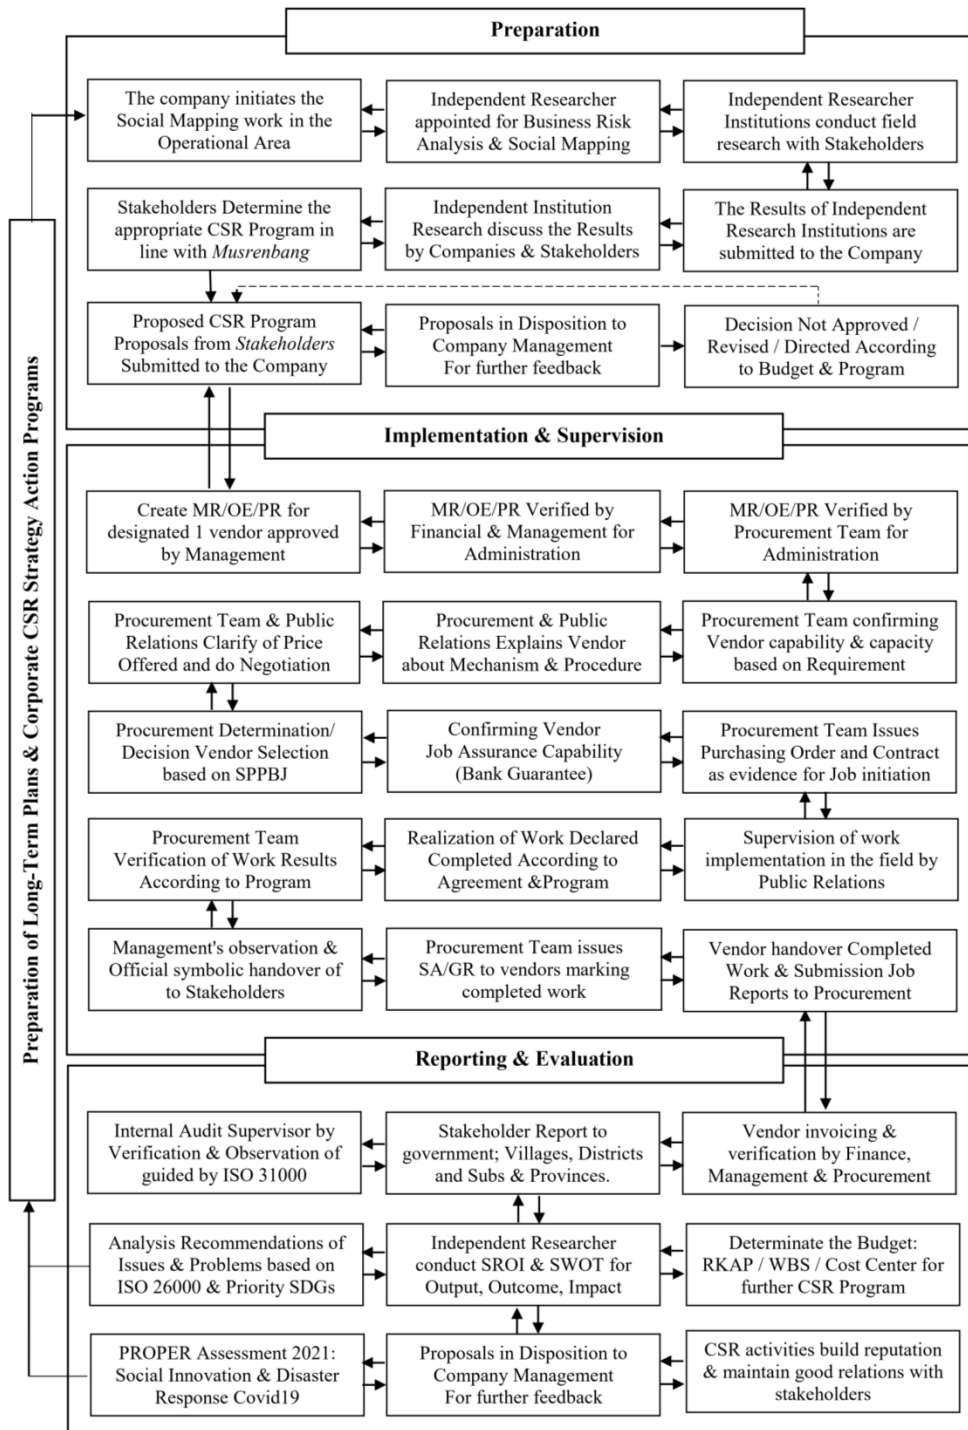 Preparation
The company initiates the
Social Mapping work in the
Operational Area
Independent Researcher
appointed for Business Risk
Analysis & Social Mapping
Independent Researcher
Institutions conduct field
research with Stakeholders
Stakeholders Determine the
appropriate CSR Program in
line with Musrenbang
Independent Institution
Research discuss the Results
by Companies & Stakeholders
The Results of Independent
Research Institutions are
submitted to the Company
Proposed CSR Program
Proposals from Stakeholders
Submitted to the Company
Proposals in Disposition to
Company Management
For further feedback
Decision Not Approved /
Revised / Directed According
to Budget & Program
Preparation of Long-Term Plans & Corporate CSR Strategy Action Programs
Implementation & Supervision
Create MR/OE/PR for
designated 1 vendor approved
by Management
MR/OE/PR Verified by
Financial & Management for
Administration
MR/OE/PR Verified by
Procurement Team for
Administration
Procurement Team & Public
Relations Clarify of Price
Offered and do Negotiation
Procurement & Public
Relations Explains Vendor
about Mechanism & Procedure
Procurement Team confirming
Vendor capability & capacity
based on Requirement
Procurement Determination/
Decision Vendor Selection
based on SPPBJ
Confirming Vendor
Job Assurance Capability
(Bank Guarantee)
Procurement Team Issues
Purchasing Order and Contract
as evidence for Job initiation
Procurement Team
Verification of Work Results
According to Program
Realization of Work Declared
Completed According to
Agreement &Program
Supervision of work
implementation in the field by
Public Relations
Management's observation &
Official symbolic handover of
to Stakeholders
Procurement Team issues
SA/GR to vendors marking
completed work
Vendor handover Completed
Work & Submission Job
Reports to Procurement
Reporting & Evaluation
Internal Audit Supervisor by
Verification & Observation of
guided by ISO 31000
Stakeholder Report to
government; Villages, Districts
and Subs & Provinces.
Vendor invoicing &
verification by Finance,
Management & Procurement
Analysis Recommendations of
Issues & Problems based on
ISO 26000 & Priority SDGs
Independent Researcher
conduct SROI & SWOT for
Output, Outcome, Impact
Determinate the Budget:
RKAP / WBS / Cost Center for
further CSR Program
PROPER Assessment 2021:
Social Innovation & Disaster
Response Covid19
Proposals in Disposition to
Company Management
For further feedback
CSR activities build reputation
& maintain good relations with
stakeholders